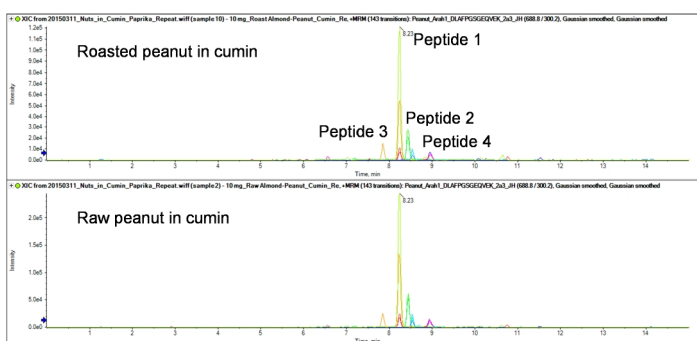 XIC from 20150311_Nuts_in_Cumin_Paprika_Repeat.wiff (sample 10) - 10 mg_Roast Almond-Peanut_Cumin_Re, +MRM (143 transitions): Peanut_Arah1_DLAFPGSGEQVEK_2a3_JH (688.8 / 300.2), Gaussian smoothed, Gaussian smoothed
1.2e5
1.1e5
1.0e5
9.0e4
8.0e4
7.0e4
6.0e4
5.0e4
4.0e4
3.0e4
2.0e4
1.0e4
0.0e0
Intensity
Roasted peanut in cumin
8.23
Peptide 1
Peptide 2
Peptide 3
Peptide 4
1 2 3 4 5 6 7 8 9 10 11 12 13 14
Time, min
XIC from 20150311_Nuts_in_Cumin_Paprika_Repeat.wiff (sample 2) - 10 mg_Raw Almond-Peanut_Cumin_Re, +MRM (143 transitions): Peanut_Arah1_DLAFPGSGEQVEK_2a3_JH (688.8 / 300.2), Gaussian smoothed, Gaussian smoothed
2.0e5
1.5e5
1.0e5
5.0e4
0.0e0
Intensity
Raw peanut in cumin
8.23
1 2 3 4 5 6 7 8 9 10 11 12 13 14
Time, min